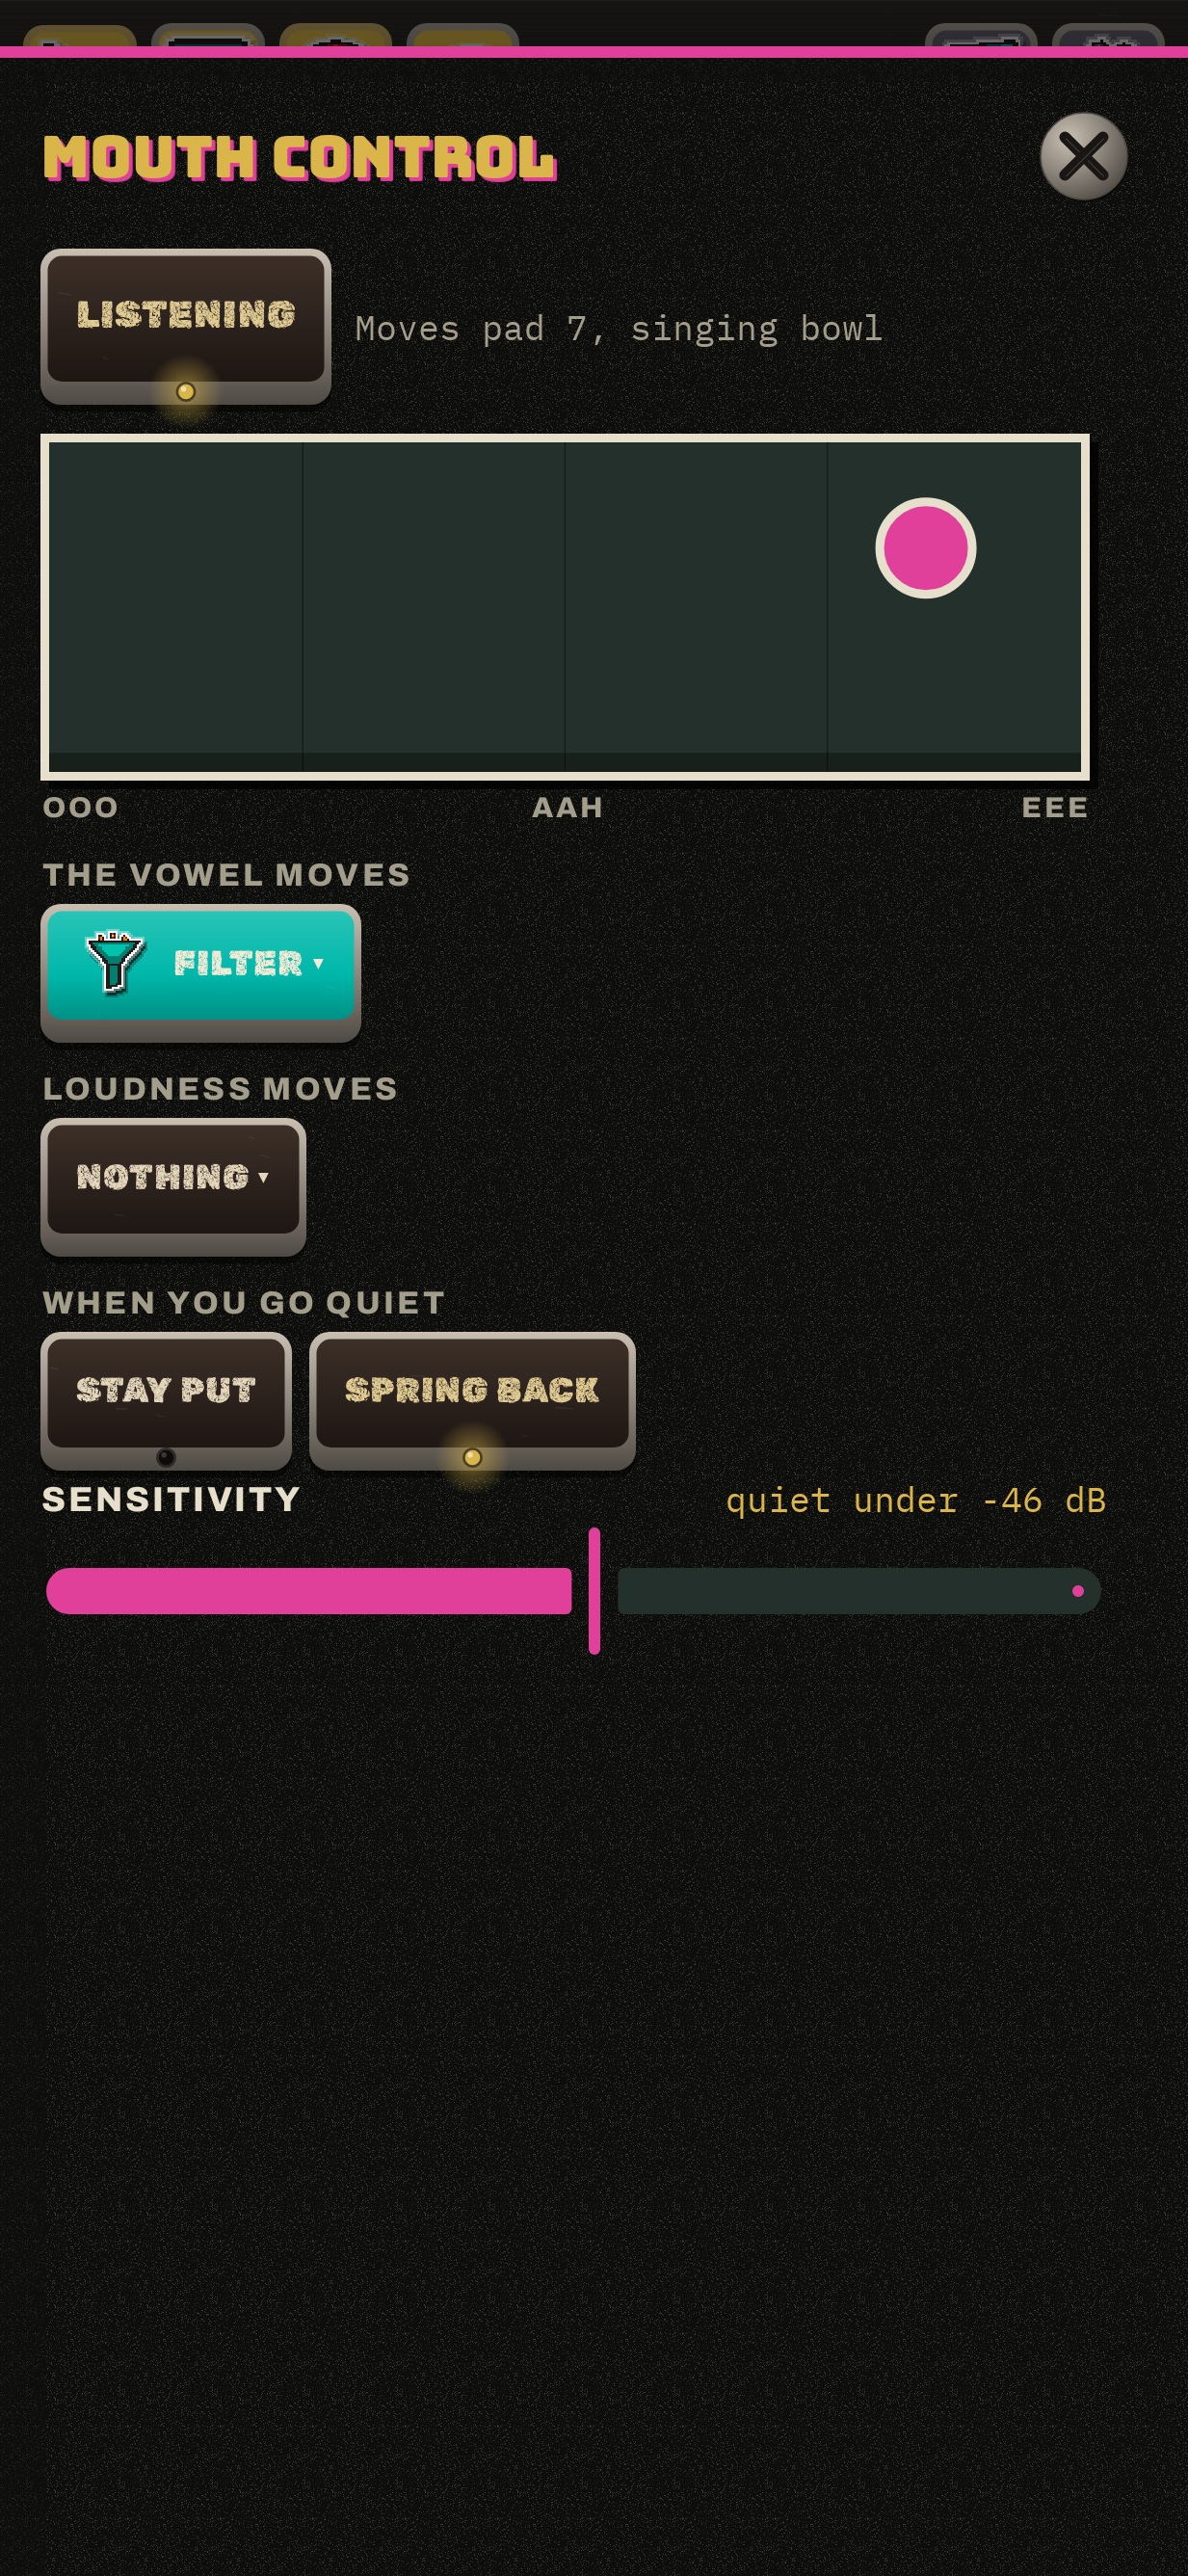 MOUTH CONTROL
LISTENING
Moves pad 7, singing bowl
OOO AAH EEE
THE VOWEL MOVES
FILTER ▾
LOUDNESS MOVES
NOTHING ▾
WHEN YOU GO QUIET
STAY PUT SPRING BACK
SENSITIVITY quiet under -46 dB